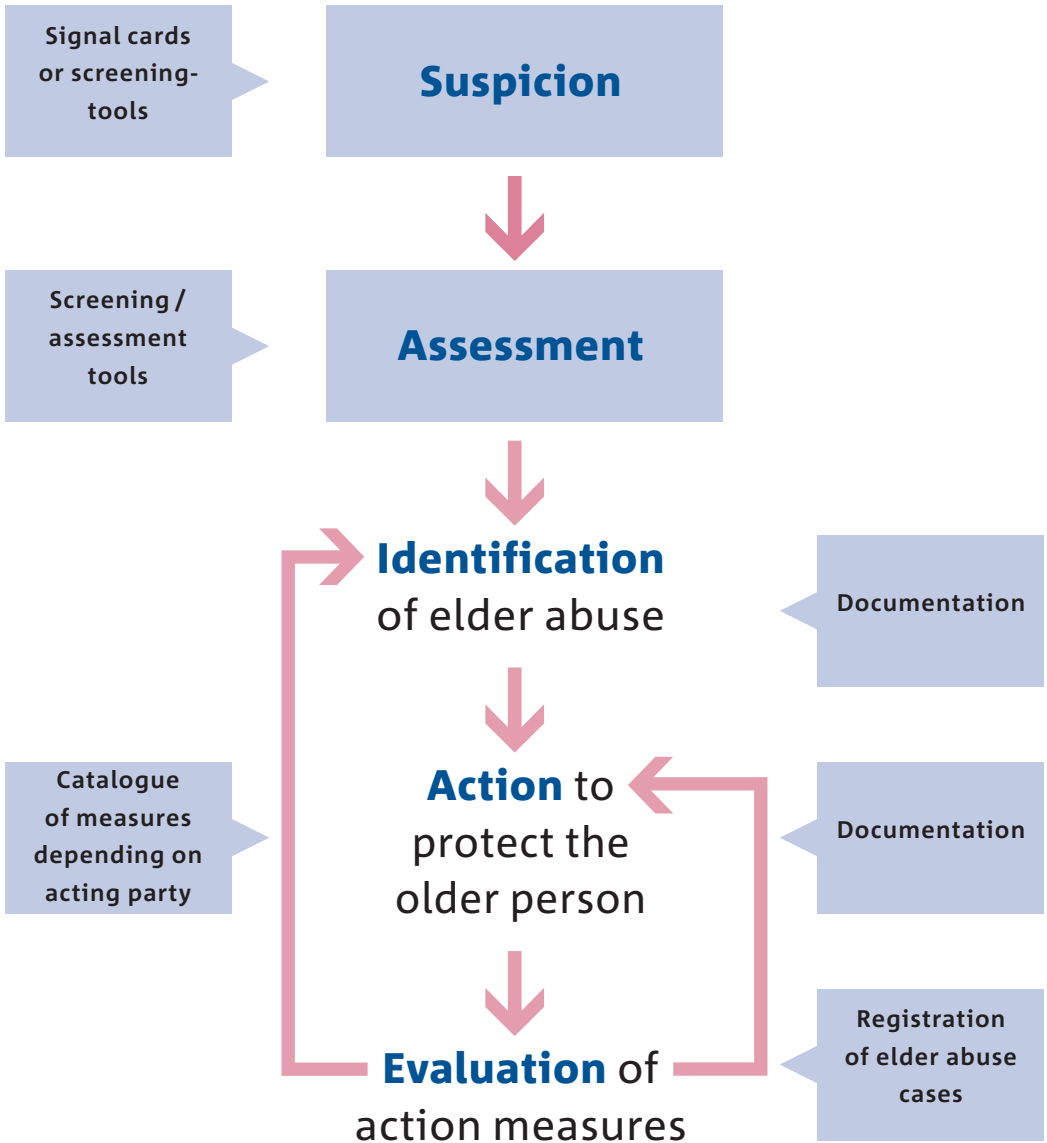 Signal cards
or screening-
tools
Suspicion
Screening /
assessment
tools
Assessment
Identification
of elder abuse
Documentation
Catalogue
of measures
depending on
acting party
Action to
protect the
older person
Documentation
Evaluation of
action measures
Registration
of elder abuse
cases